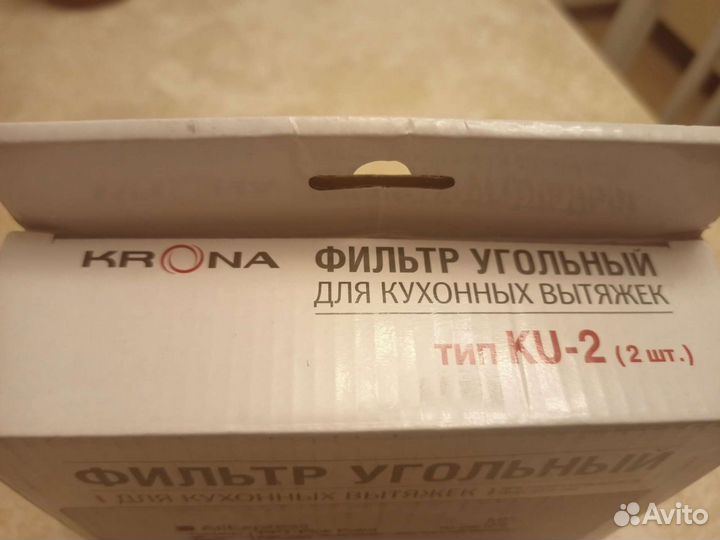 KRONA
ФИЛЬТР УГОЛЬНЫЙ
ДЛЯ КУХОННЫХ ВЫТЯЖЕК
тип KU-2 (2 шт.)
ФИЛЬТР УГОЛЬНЫЙ
ДЛЯ КУХОННЫХ ВЫТЯЖЕК
Avito